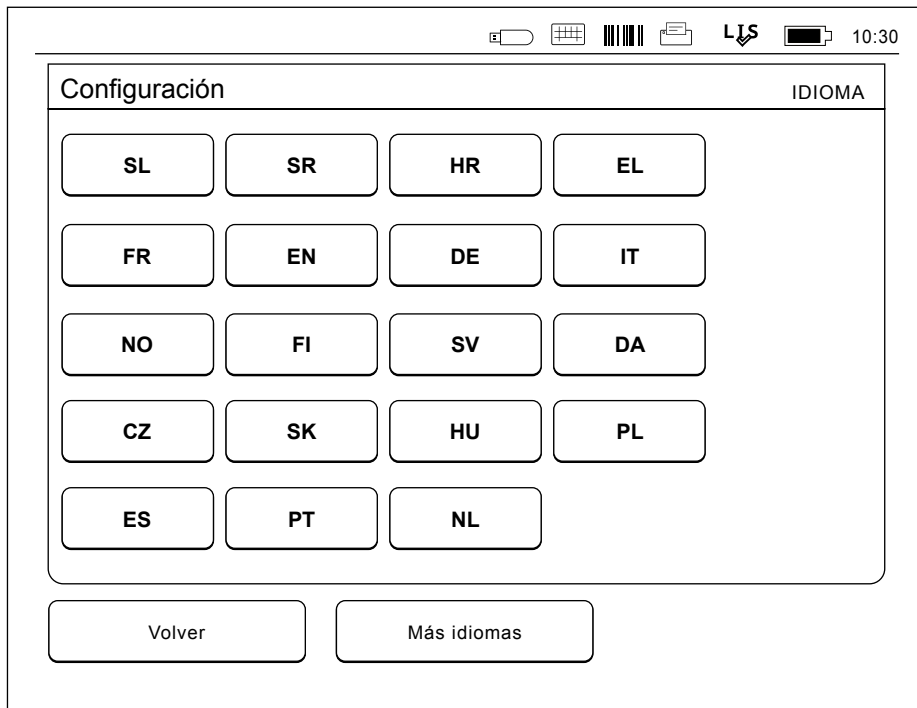 LIS 10:30
Configuración IDIOMA
SL SR HR EL
FR EN DE IT
NO FI SV DA
CZ SK HU PL
ES PT NL
Volver Más idiomas